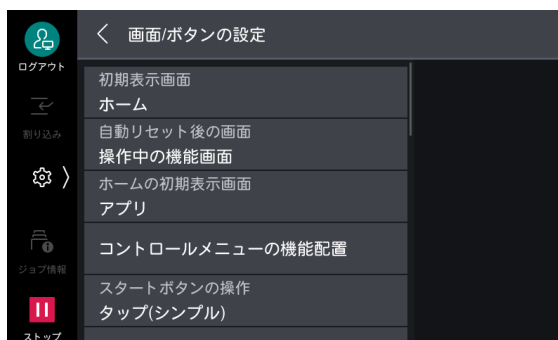 画面/ボタンの設定
ログアウト
割り込み
ジョブ情報
ストップ
初期表示画面
ホーム
自動リセット後の画面
操作中の機能画面
ホームの初期表示画面
アプリ
コントロールメニューの機能配置
スタートボタンの操作
タップ(シンプル)